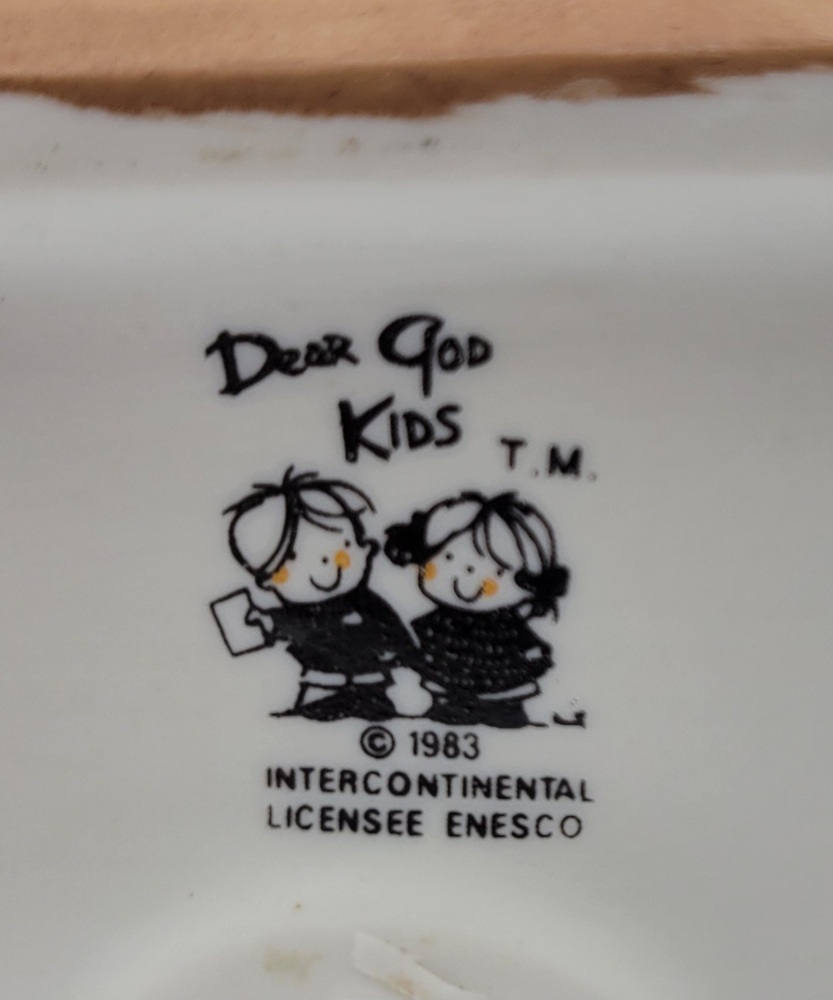 Dear God
Kids T.M.
© 1983
INTERCONTINENTAL
LICENSEE ENESCO